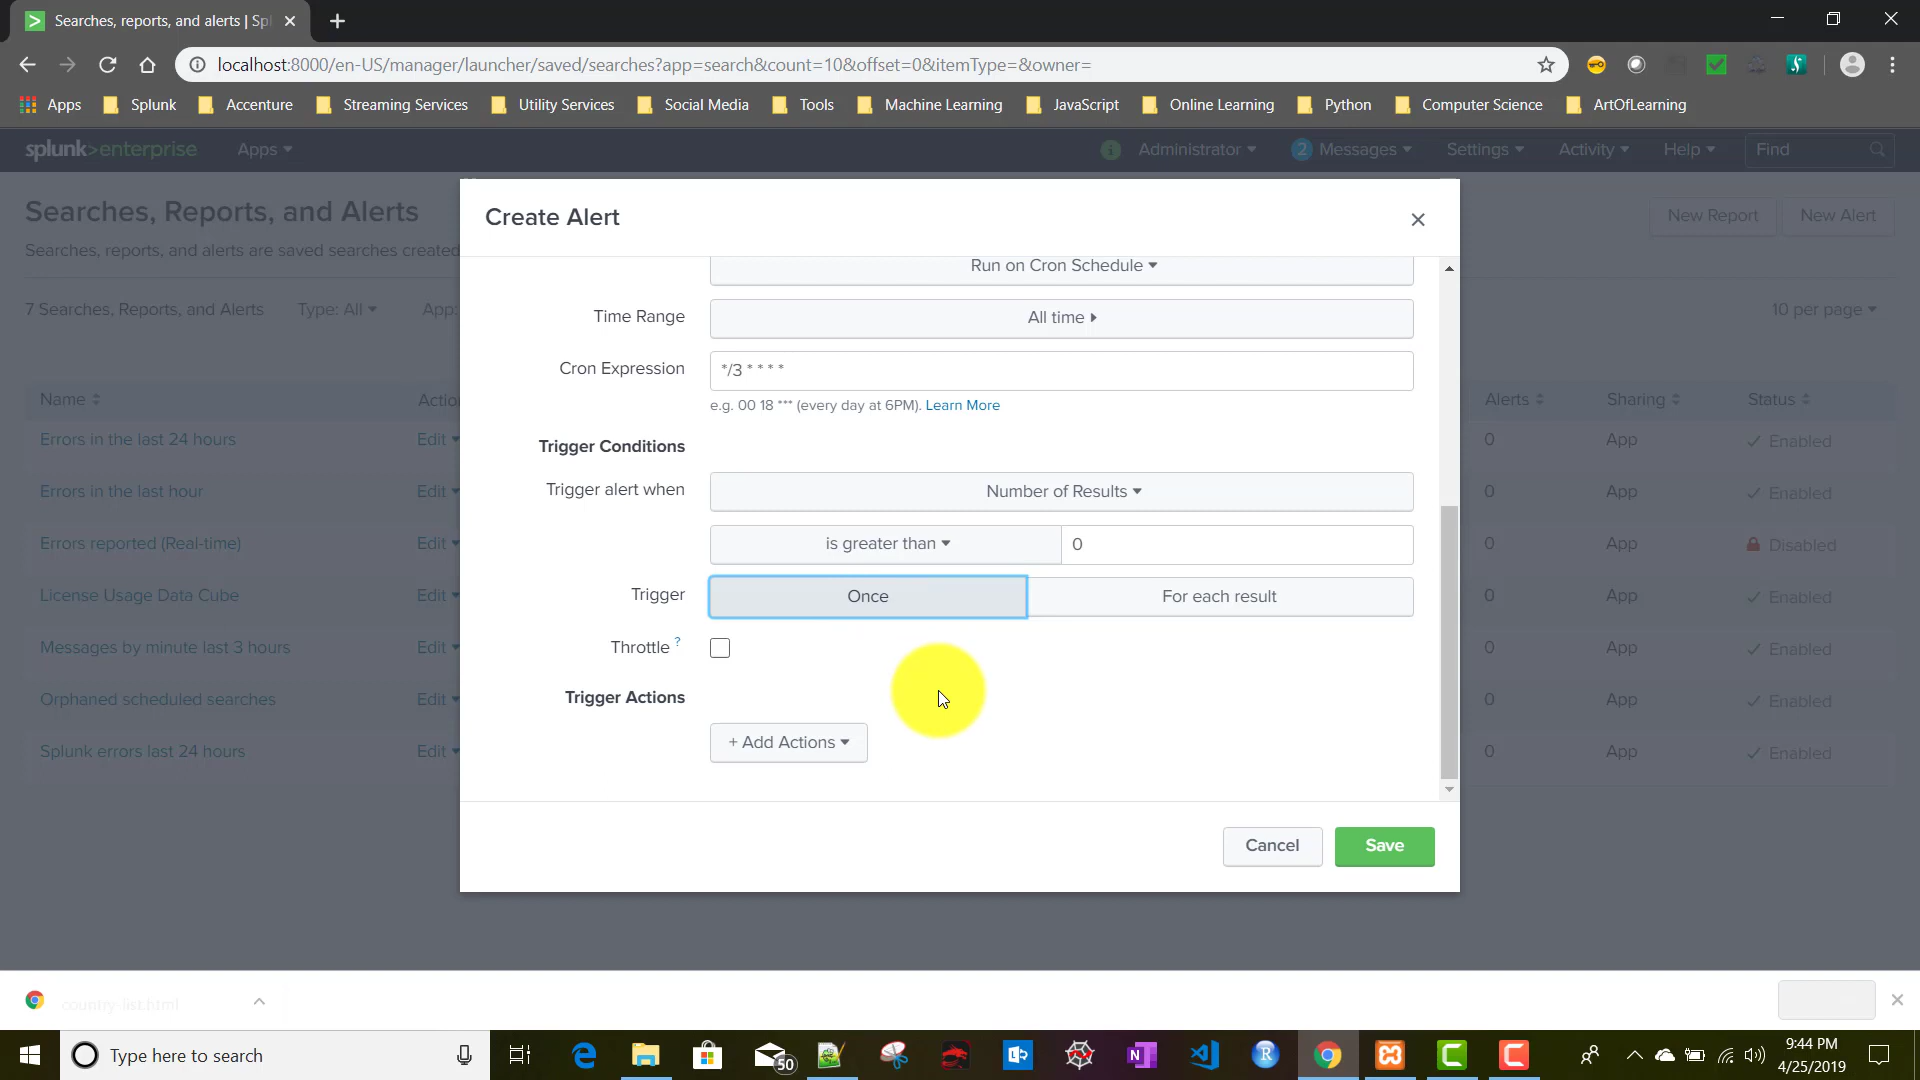 Searches, reports, and alerts | Spl
localhost:8000/en-US/manager/launcher/saved/searches?app=search&count=10&offset=0&itemType=&owner=
Apps Splunk Accenture Streaming Services Utility Services Social Media Tools Machine Learning JavaScript Online Learning Python Computer Science ArtOfLearning
splunk>enterprise Apps i Administrator 2 Messages Settings Activity Help Find
Searches, Reports, and Alerts
New Report New Alert
Searches, reports, and alerts are saved searches created
7 Searches, Reports, and Alerts Type: All App: 10 per page
Name Actio Alerts Sharing Status
Errors in the last 24 hours Edit 0 App Enabled
Errors in the last hour Edit 0 App Enabled
Errors reported (Real-time) Edit 0 App Disabled
License Usage Data Cube Edit 0 App Enabled
Messages by minute last 3 hours Edit 0 App Enabled
Orphaned scheduled searches Edit 0 App Enabled
Splunk errors last 24 hours Edit 0 App Enabled
Create Alert
Run on Cron Schedule
Time Range All time
Cron Expression */3 * * * *
e.g. 00 18 *** (every day at 6PM). Learn More
Trigger Conditions
Trigger alert when Number of Results
is greater than 0
Trigger Once For each result
Throttle ?
Trigger Actions
+ Add Actions
Cancel Save
country-list.html
Type here to search
50
9:44 PM
4/25/2019